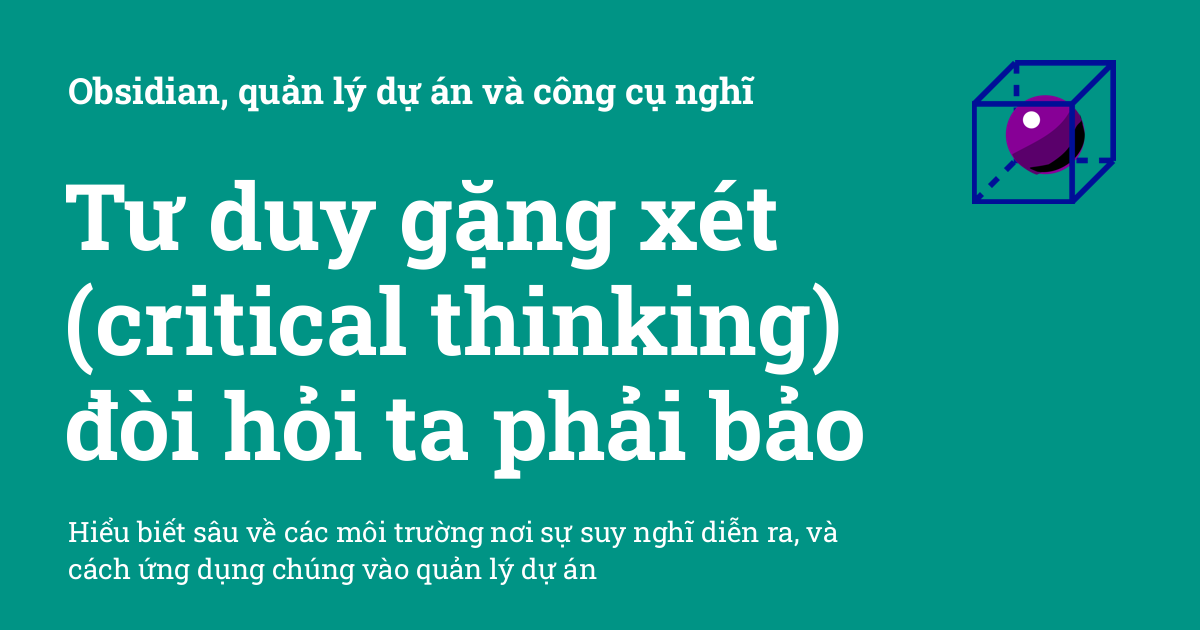 Obsidian, quản lý dự án và công cụ nghĩ
Tư duy gặng xét
(critical thinking)
đòi hỏi ta phải bảo
Hiểu biết sâu về các môi trường nơi sự suy nghĩ diễn ra, và
cách ứng dụng chúng vào quản lý dự án